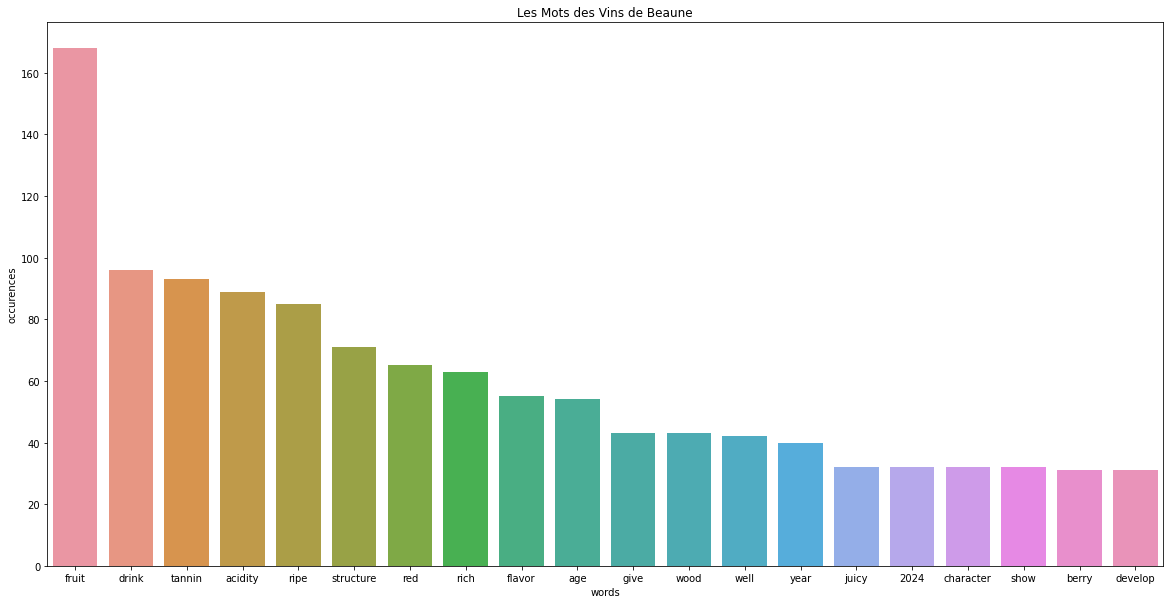 Les Mots des Vins de Beaune
160
140
120
100
80
60
40
20
0
occurences
fruit drink tannin acidity ripe structure red rich flavor age give wood well year juicy 2024 character show berry develop
words